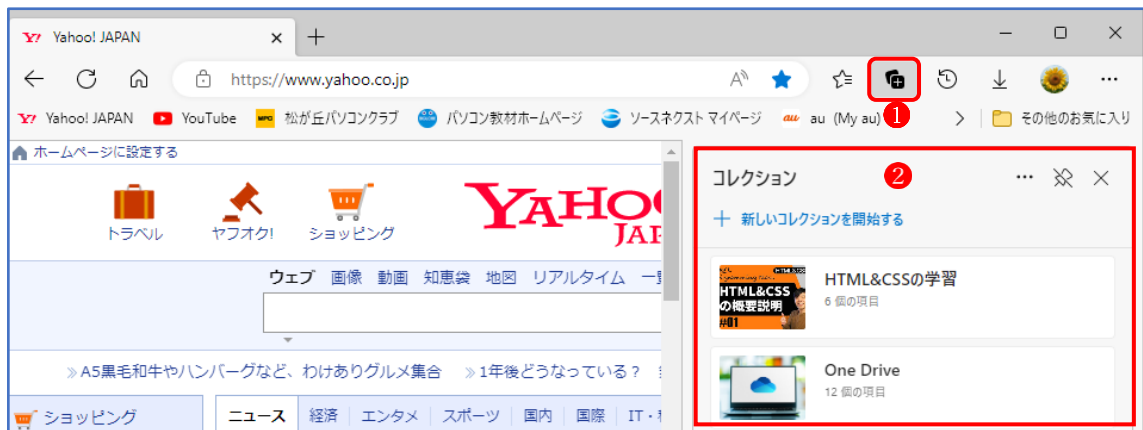 Yahoo! JAPAN
https://www.yahoo.co.jp
Yahoo! JAPAN YouTube MPC 松が丘パソコンクラブ パソコン教材ホームページ ソースネクスト マイページ au au (My au) その他のお気に入り
1
ホームページに設定する
コレクション
2
トラベル ヤフオク! ショッピング
YAHOO
JAP
新しいコレクションを開始する
ウェブ 画像 動画 知恵袋 地図 リアルタイム
HTML&CSS
の概要説明
#01
HTML&CSSの学習
6 個の項目
A5黒毛和牛やハンバーグなど、わけありグルメ集合 1年後どうなっている?
One Drive
12 個の項目
ショッピング ニュース 経済 エンタメ スポーツ 国内 国際 IT・